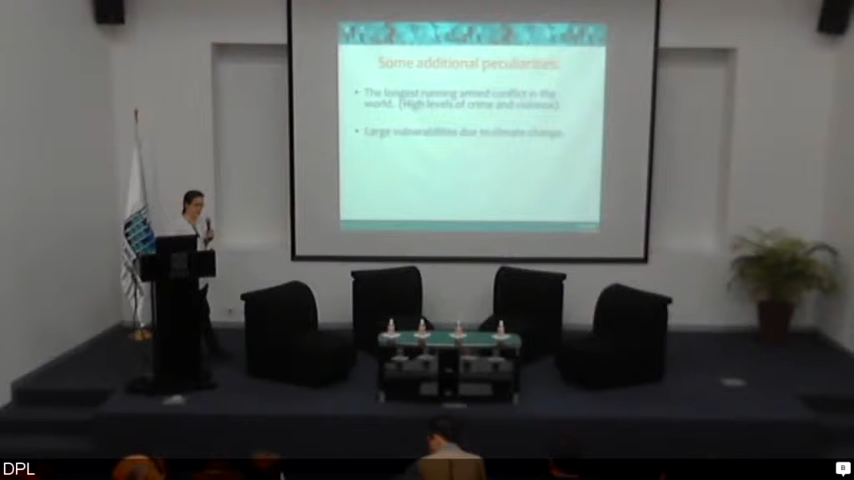 Some additional peculiarities:
• The longest running armed conflict in the
world. (High levels of crime and violence)
• Large vulnerabilities due to climate change.
DPL